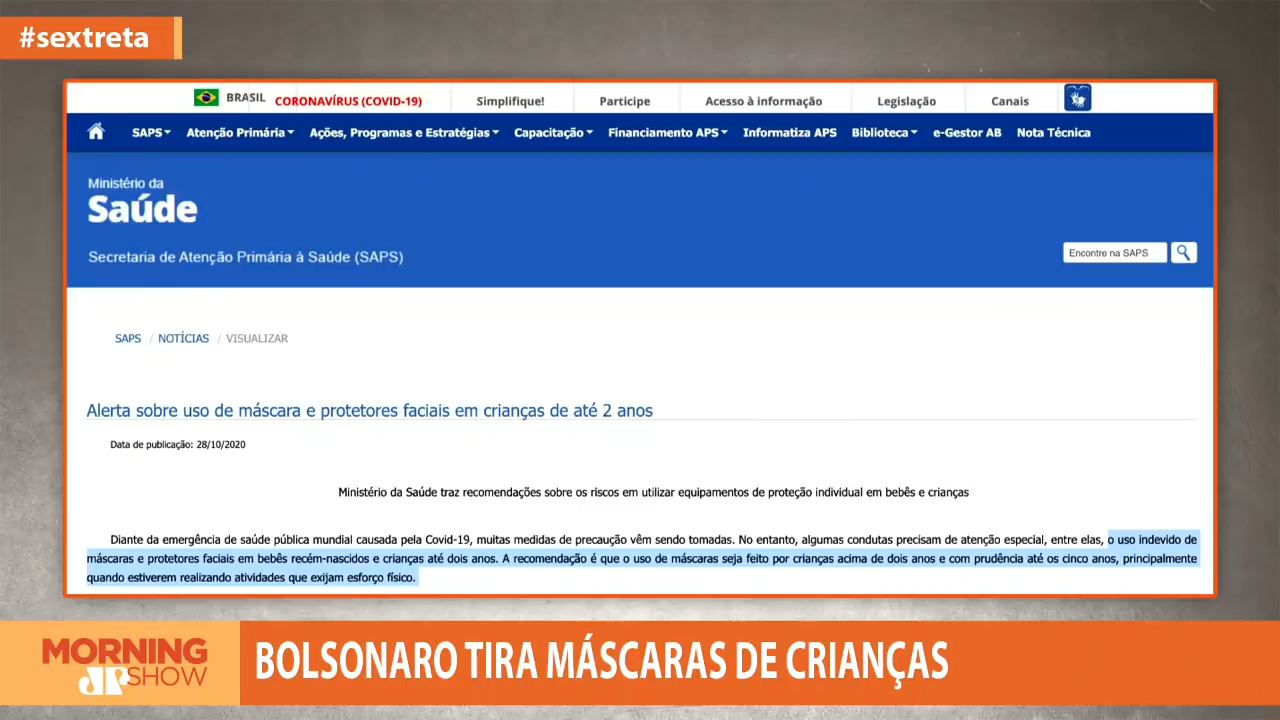 #sextreta
BRASIL CORONAVÍRUS (COVID-19) Simplifique! Participe Acesso à informação Legislação Canais
SAPS Atenção Primária Ações, Programas e Estratégias Capacitação Financiamento APS Informatiza APS Biblioteca e-Gestor AB Nota Técnica
Ministério da
Saúde
Secretaria de Atenção Primária à Saúde (SAPS)
Encontre na SAPS
SAPS / NOTÍCIAS / VISUALIZAR
Alerta sobre uso de máscara e protetores faciais em crianças de até 2 anos
Data de publicação: 28/10/2020
Ministério da Saúde traz recomendações sobre os riscos em utilizar equipamentos de proteção individual em bebês e crianças
Diante da emergência de saúde pública mundial causada pela Covid-19, muitas medidas de precaução vêm sendo tomadas. No entanto, algumas condutas precisam de atenção especial, entre elas, o uso indevido de
máscaras e protetores faciais em bebês recém-nascidos e crianças até dois anos. A recomendação é que o uso de máscaras seja feito por crianças acima de dois anos e com prudência até os cinco anos, principalmente
quando estiverem realizando atividades que exijam esforço físico.
MORNING
JP SHOW
BOLSONARO TIRA MÁSCARAS DE CRIANÇAS